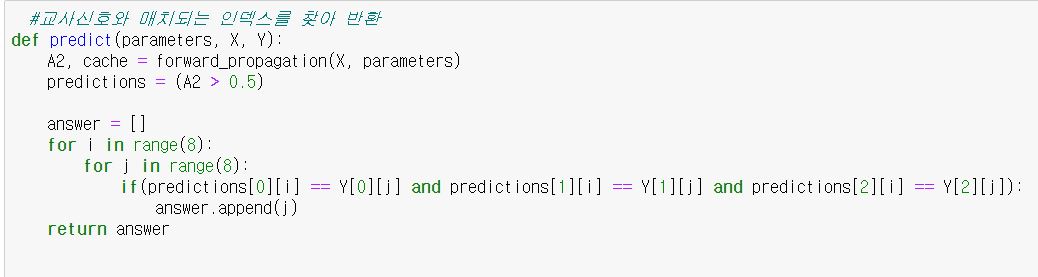 #교사신호와 매치되는 인덱스를 찾아 반환
def predict(parameters, X, Y):
    A2, cache = forward_propagation(X, parameters)
    predictions = (A2 > 0.5)

    answer = []
    for i in range(8):
        for j in range(8):
            if(predictions[0][i] == Y[0][j] and predictions[1][i] == Y[1][j] and predictions[2][i] == Y[2][j]):
                answer.append(j)
    return answer